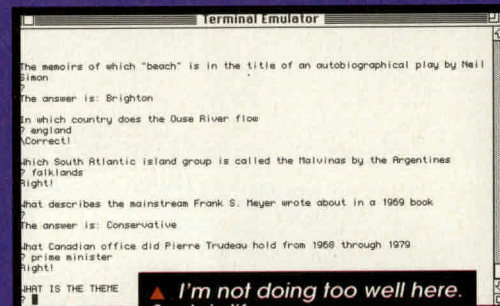 Terminal Emulator
The memoirs of which "beach" is in the title of an autobiographical play by Neil
Simon
?
The answer is: Brighton
In which country does the Ouse River flow
? england
\Correct!
Which South Atlantic island group is called the Malvinas by the Argentines
? falklands
Right!
What describes the mainstream Frank S. Meyer wrote about in a 1969 book
?
The answer is: Conservative
What Canadian office did Pierre Trudeau hold from 1968 through 1979
? prime minister
Right!
WHAT IS THE THEME
?
▲ I'm not doing too well here.